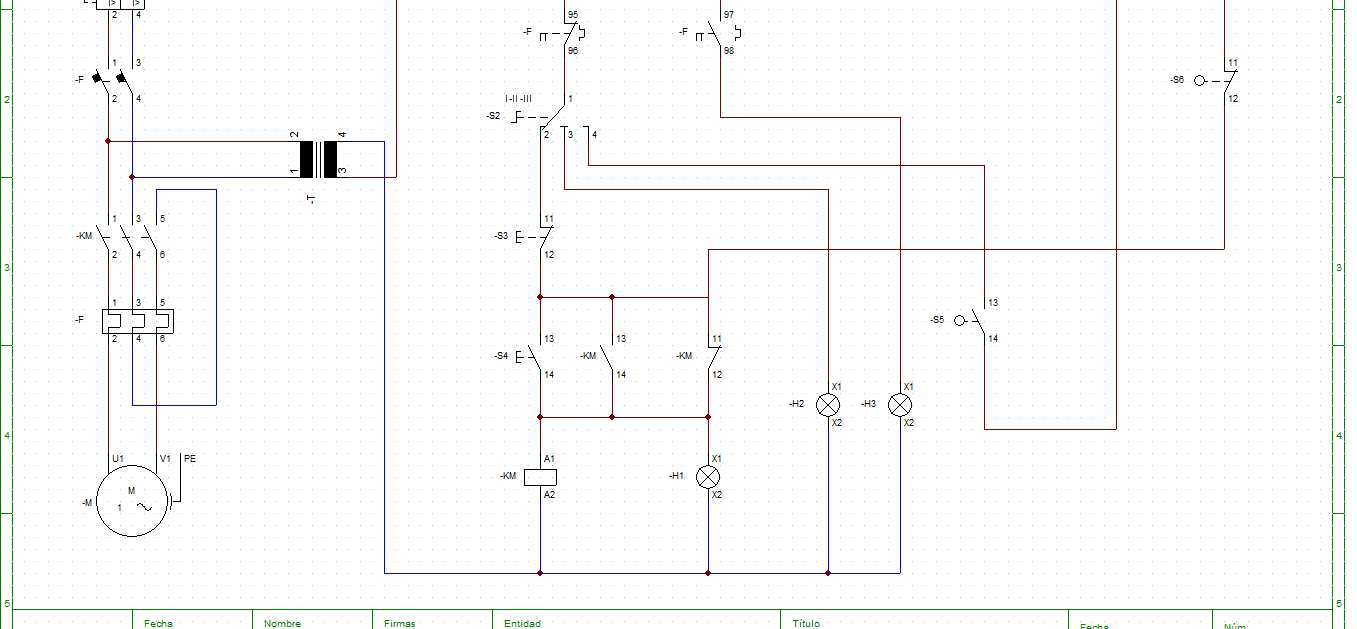 I> I>
2 4
95
97
-F
-F
96
98
1 3
11
-F
-S6
2 4
I-II-III
1
12
2
2
-S2
2 3 4
2 4
1 3
-T
1 3 5
11
-KM
-S3
2 4 6
12
3
3
1 3 5
13
-F
-S5
2 4 6
13
13
11
14
-S4
-KM
-KM
14
14
12
X1
X1
-H2
-H3
X2
X2
4
4
U1
V1
PE
A1
X1
-KM
-H1
M
A2
X2
-M
1
5
5
Fecha
Nombre
Firmas
Entidad
Título
Fecha
Núm: